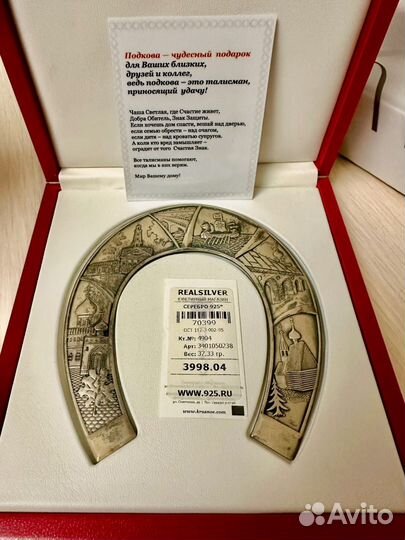 Подкова – чудесный подарок
для Ваших близких,
друзей и коллег,
ведь подкова – это талисман,
приносящий удачу!
Чаша Светлая, где Счастие живет,
Добра Обитель, Знак Защиты.
Если хочешь дом спасти, вешай над дверью,
если семью обрести – над очагом,
если дитя – над кроватью супругов.
А коли кто вред замышляет –
оградит от того Счастия Знак.
Все талисманы помогают,
когда мы в них верим.
Мир Вашему дому!
REALSILVER
ЮВЕЛИРНЫЙ МАГАЗИН
СЕРЕБРО 925*
70399
Кт.№: 4904
Арт: 3401050238
Вес: 37.33 гр.
3998.04
WWW.925.RU
Avito